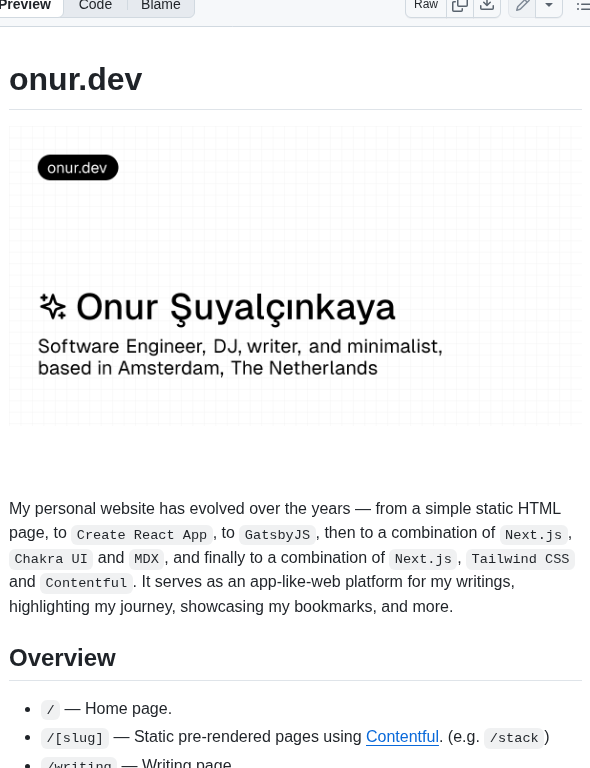 Preview Code Blame Raw
onur.dev
onur.dev
Onur Şuyalçınkaya
Software Engineer, DJ, writer, and minimalist,
based in Amsterdam, The Netherlands
My personal website has evolved over the years — from a simple static HTML
page, to Create React App, to GatsbyJS, then to a combination of Next.js,
Chakra UI and MDX, and finally to a combination of Next.js, Tailwind CSS
and Contentful. It serves as an app-like-web platform for my writings,
highlighting my journey, showcasing my bookmarks, and more.
Overview
/ — Home page.
/[slug] — Static pre-rendered pages using Contentful. (e.g. /stack)
/writing — Writing page.